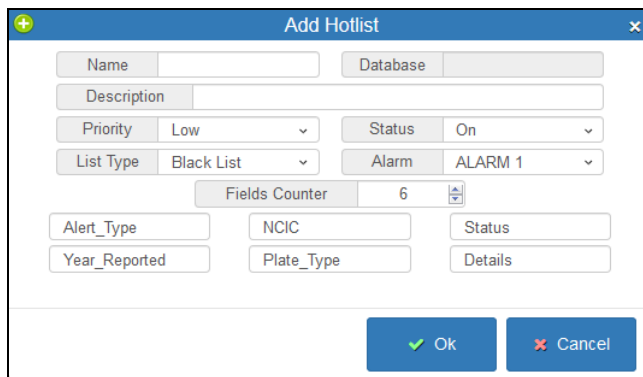 Add Hotlist
Name Database
Description
Priority Low Status On
List Type Black List Alarm ALARM 1
Fields Counter 6
Alert_Type NCIC Status
Year_Reported Plate_Type Details
Ok Cancel